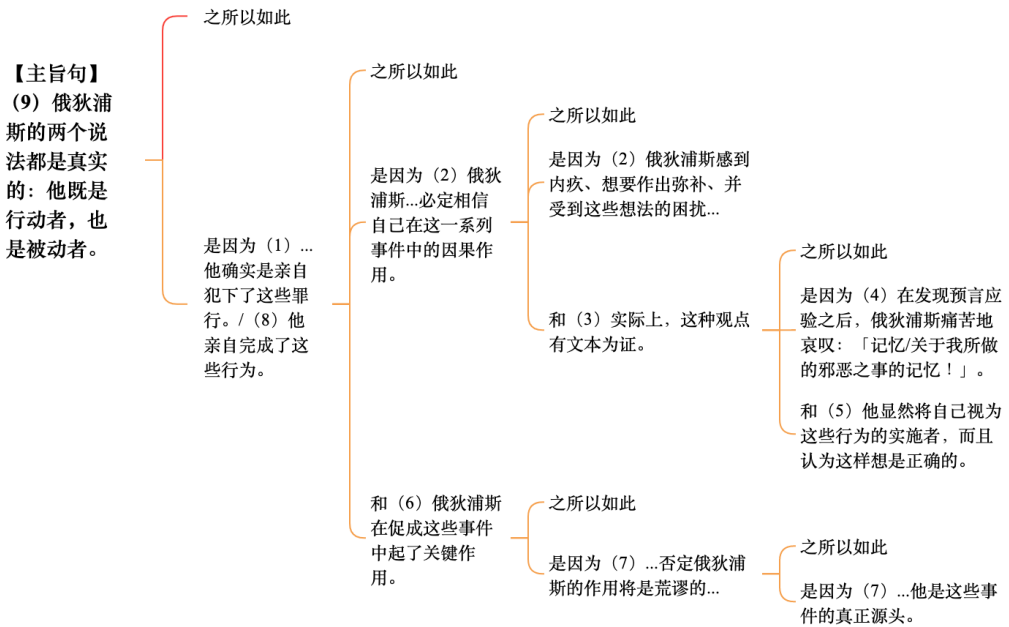 【主旨句】
（9）俄狄浦
斯的两个说
法都是真实
的：他既是
行动者，也
是被动者。
之所以如此
是因为（1）...
他确实是亲自
犯下了这些罪
行。/（8）他
亲自完成了这
些行为。
之所以如此
是因为（2）俄狄
浦斯...必定相信
自己在这一系列
事件中的因果作
用。
之所以如此
是因为（2）俄狄浦斯感到
内疚、想要作出弥补、并
受到这些想法的困扰...
和（3）实际上，这种观点
有文本为证。
之所以如此
是因为（4）在发现预言应
验之后，俄狄浦斯痛苦地
哀叹：「记忆/关于我所做
的邪恶之事的记忆！」。
和（5）他显然将自己视为
这些行为的实施者，而且
认为这样想是正确的。
和（6）俄狄浦斯
在促成这些事件
中起了关键作
用。
之所以如此
是因为（7）...否定俄狄浦
斯的作用将是荒谬的...
之所以如此
是因为（7）...他是这些事
件的真正源头。